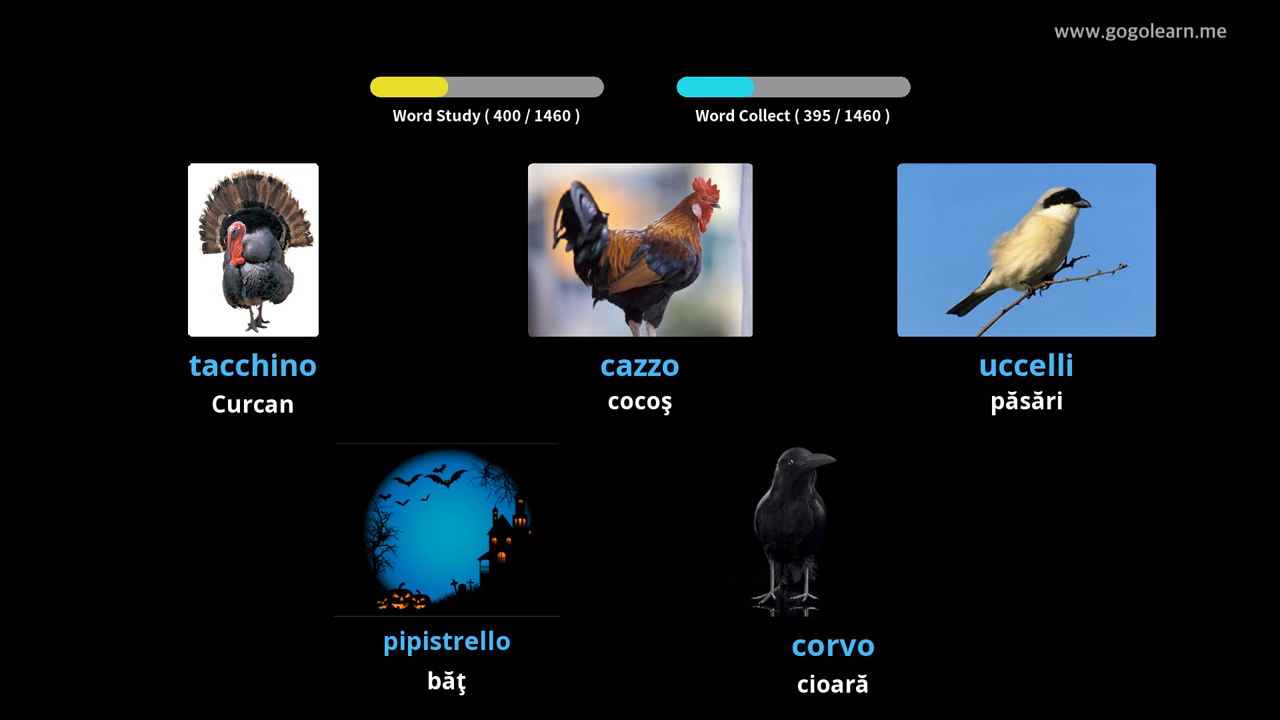 www.gogolearn.me
Word Study ( 400 / 1460 )
Word Collect ( 395 / 1460 )
tacchino
Curcan
cazzo
cocoş
uccelli
păsări
pipistrello
băţ
corvo
cioară